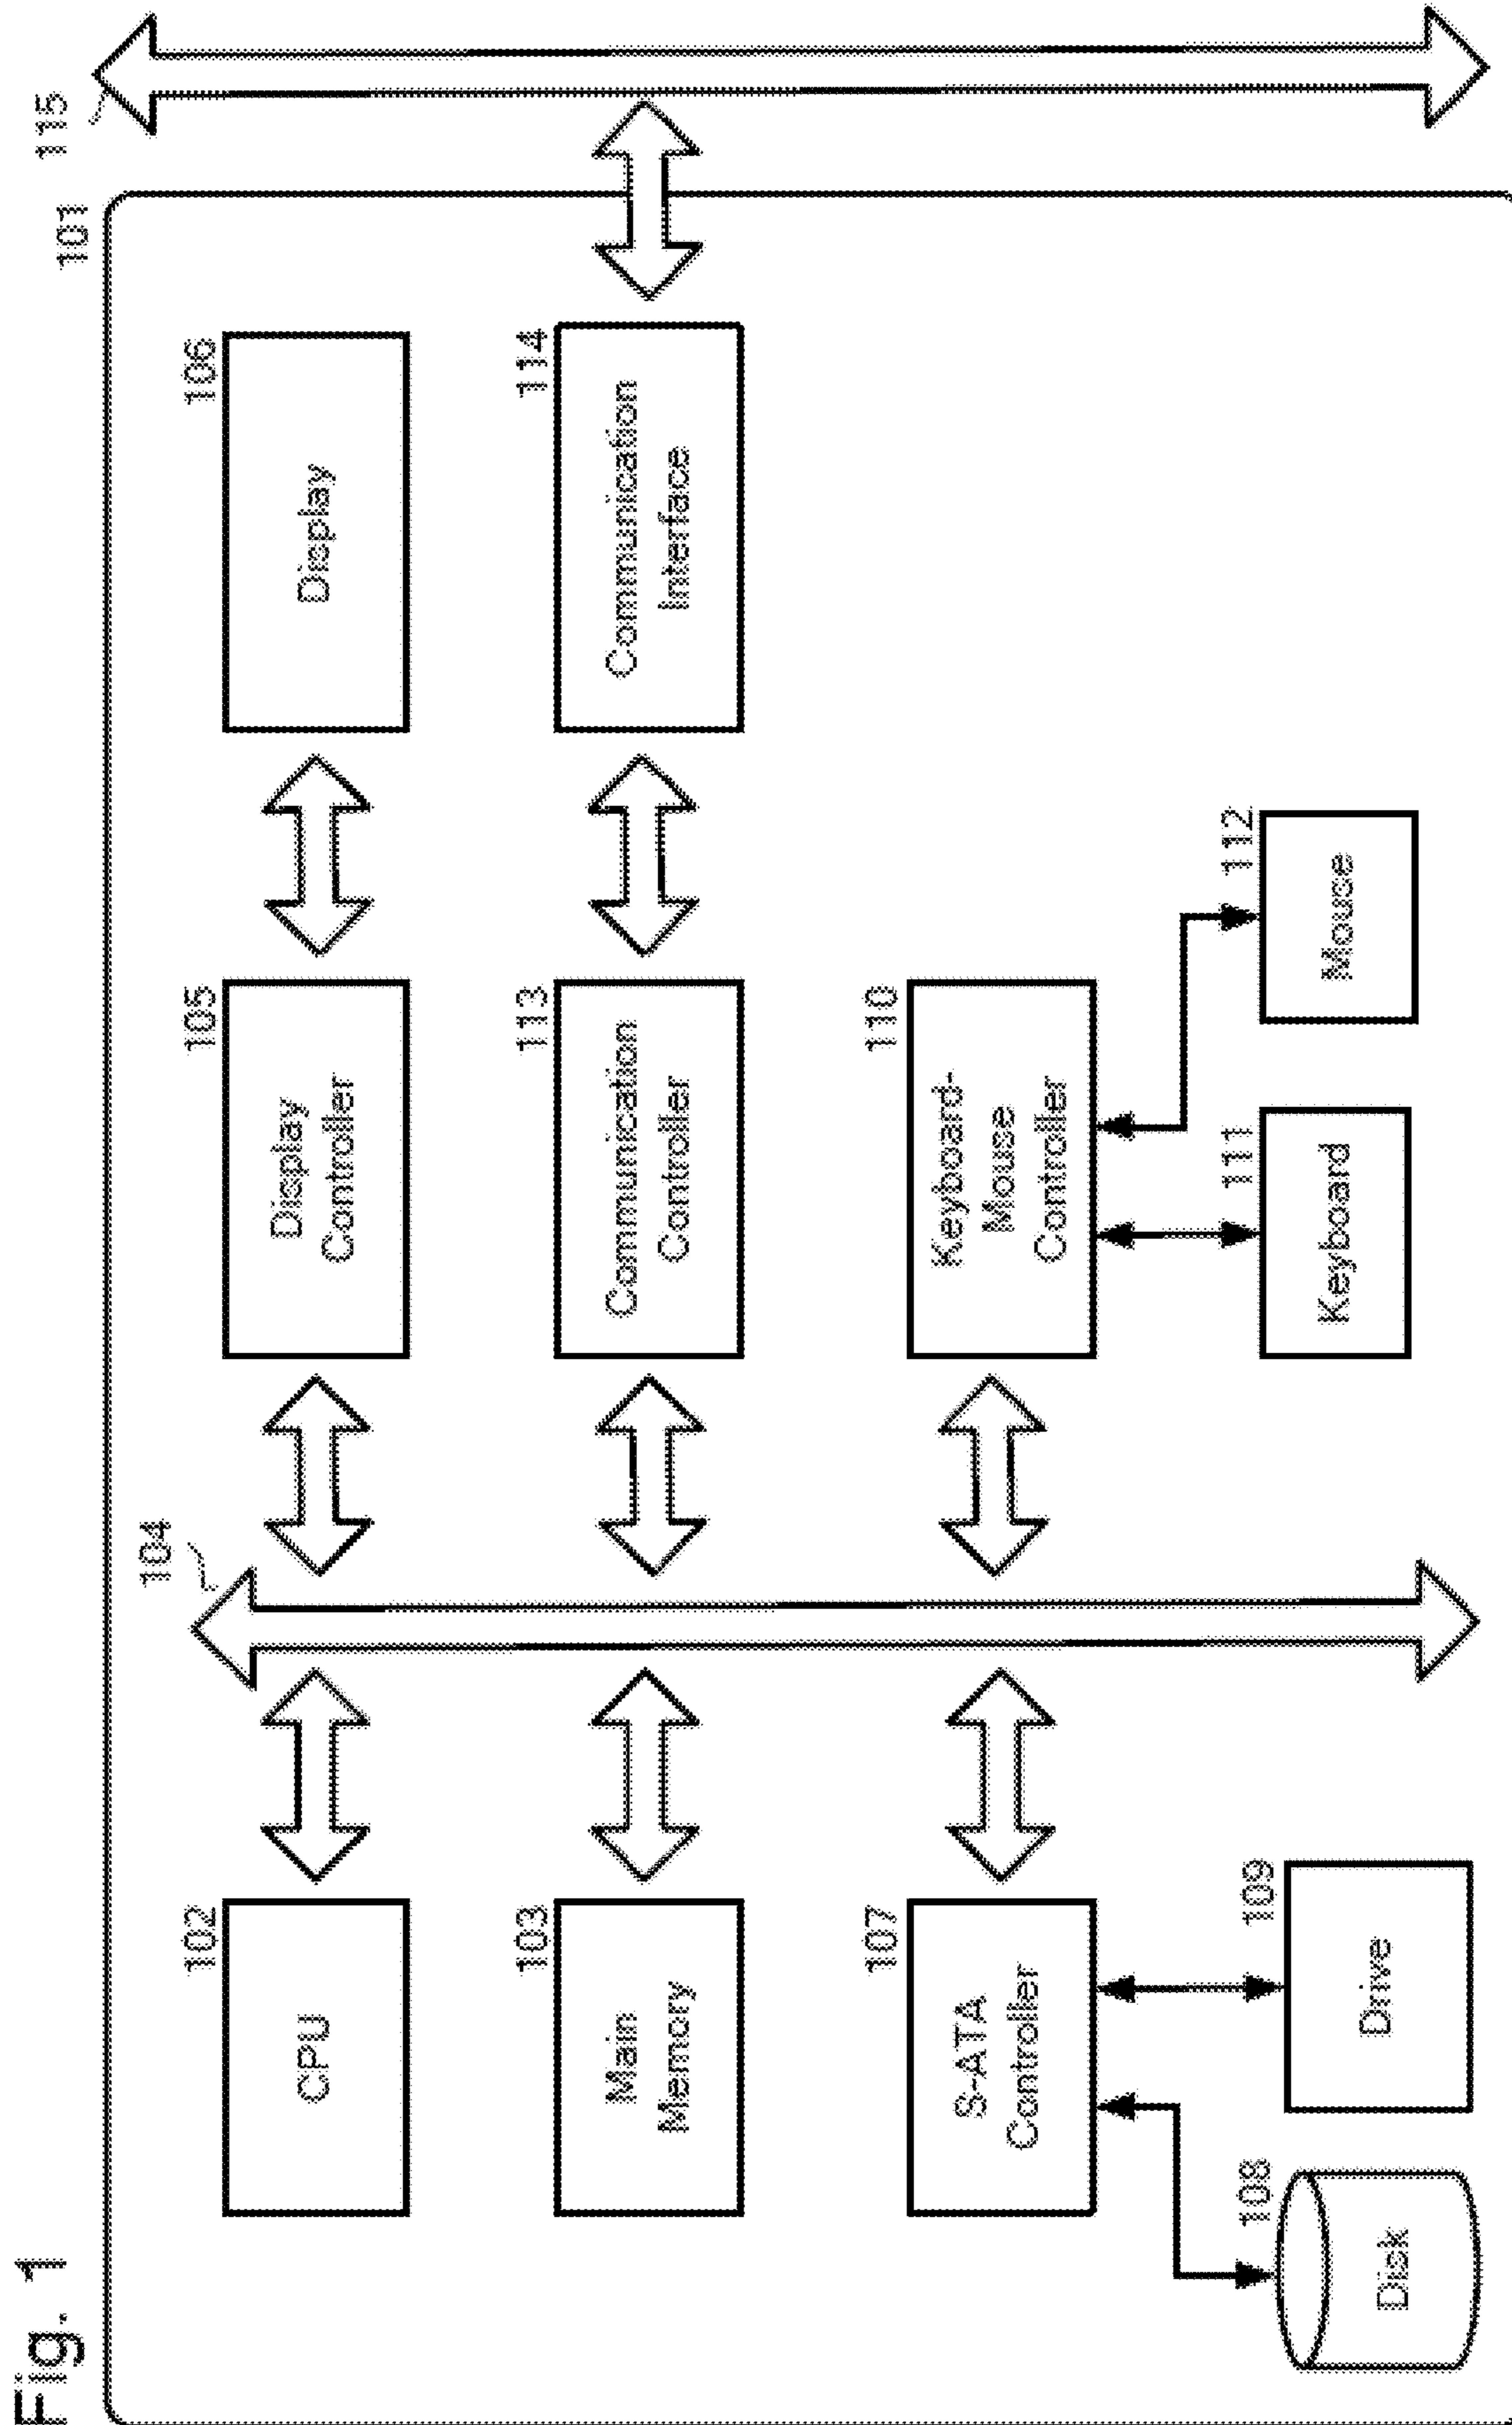 Fig. 1
101
115
104
102
CPU
105
Display
Controller
106
Display
103
Main
Memory
113
Communication
Controller
114
Communication
Interface
107
S-ATA
Controller
110
Keyboard-
Mouse
Controller
108
Disk
109
Drive
111
Keyboard
112
Mouse